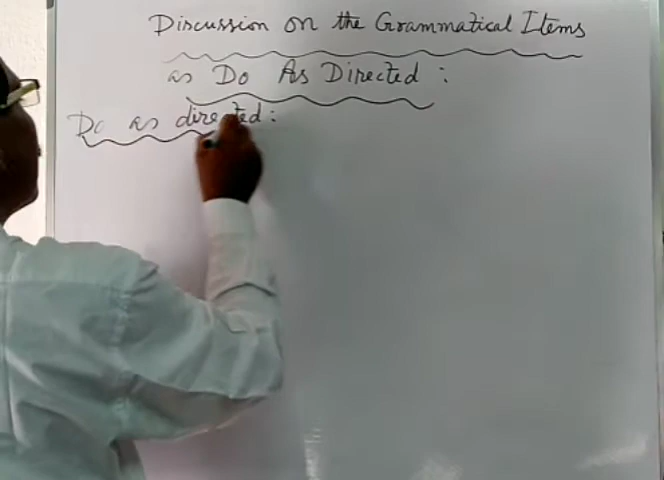 Discussion on the Grammatical Items
as Do As Directed :
Do as directed :